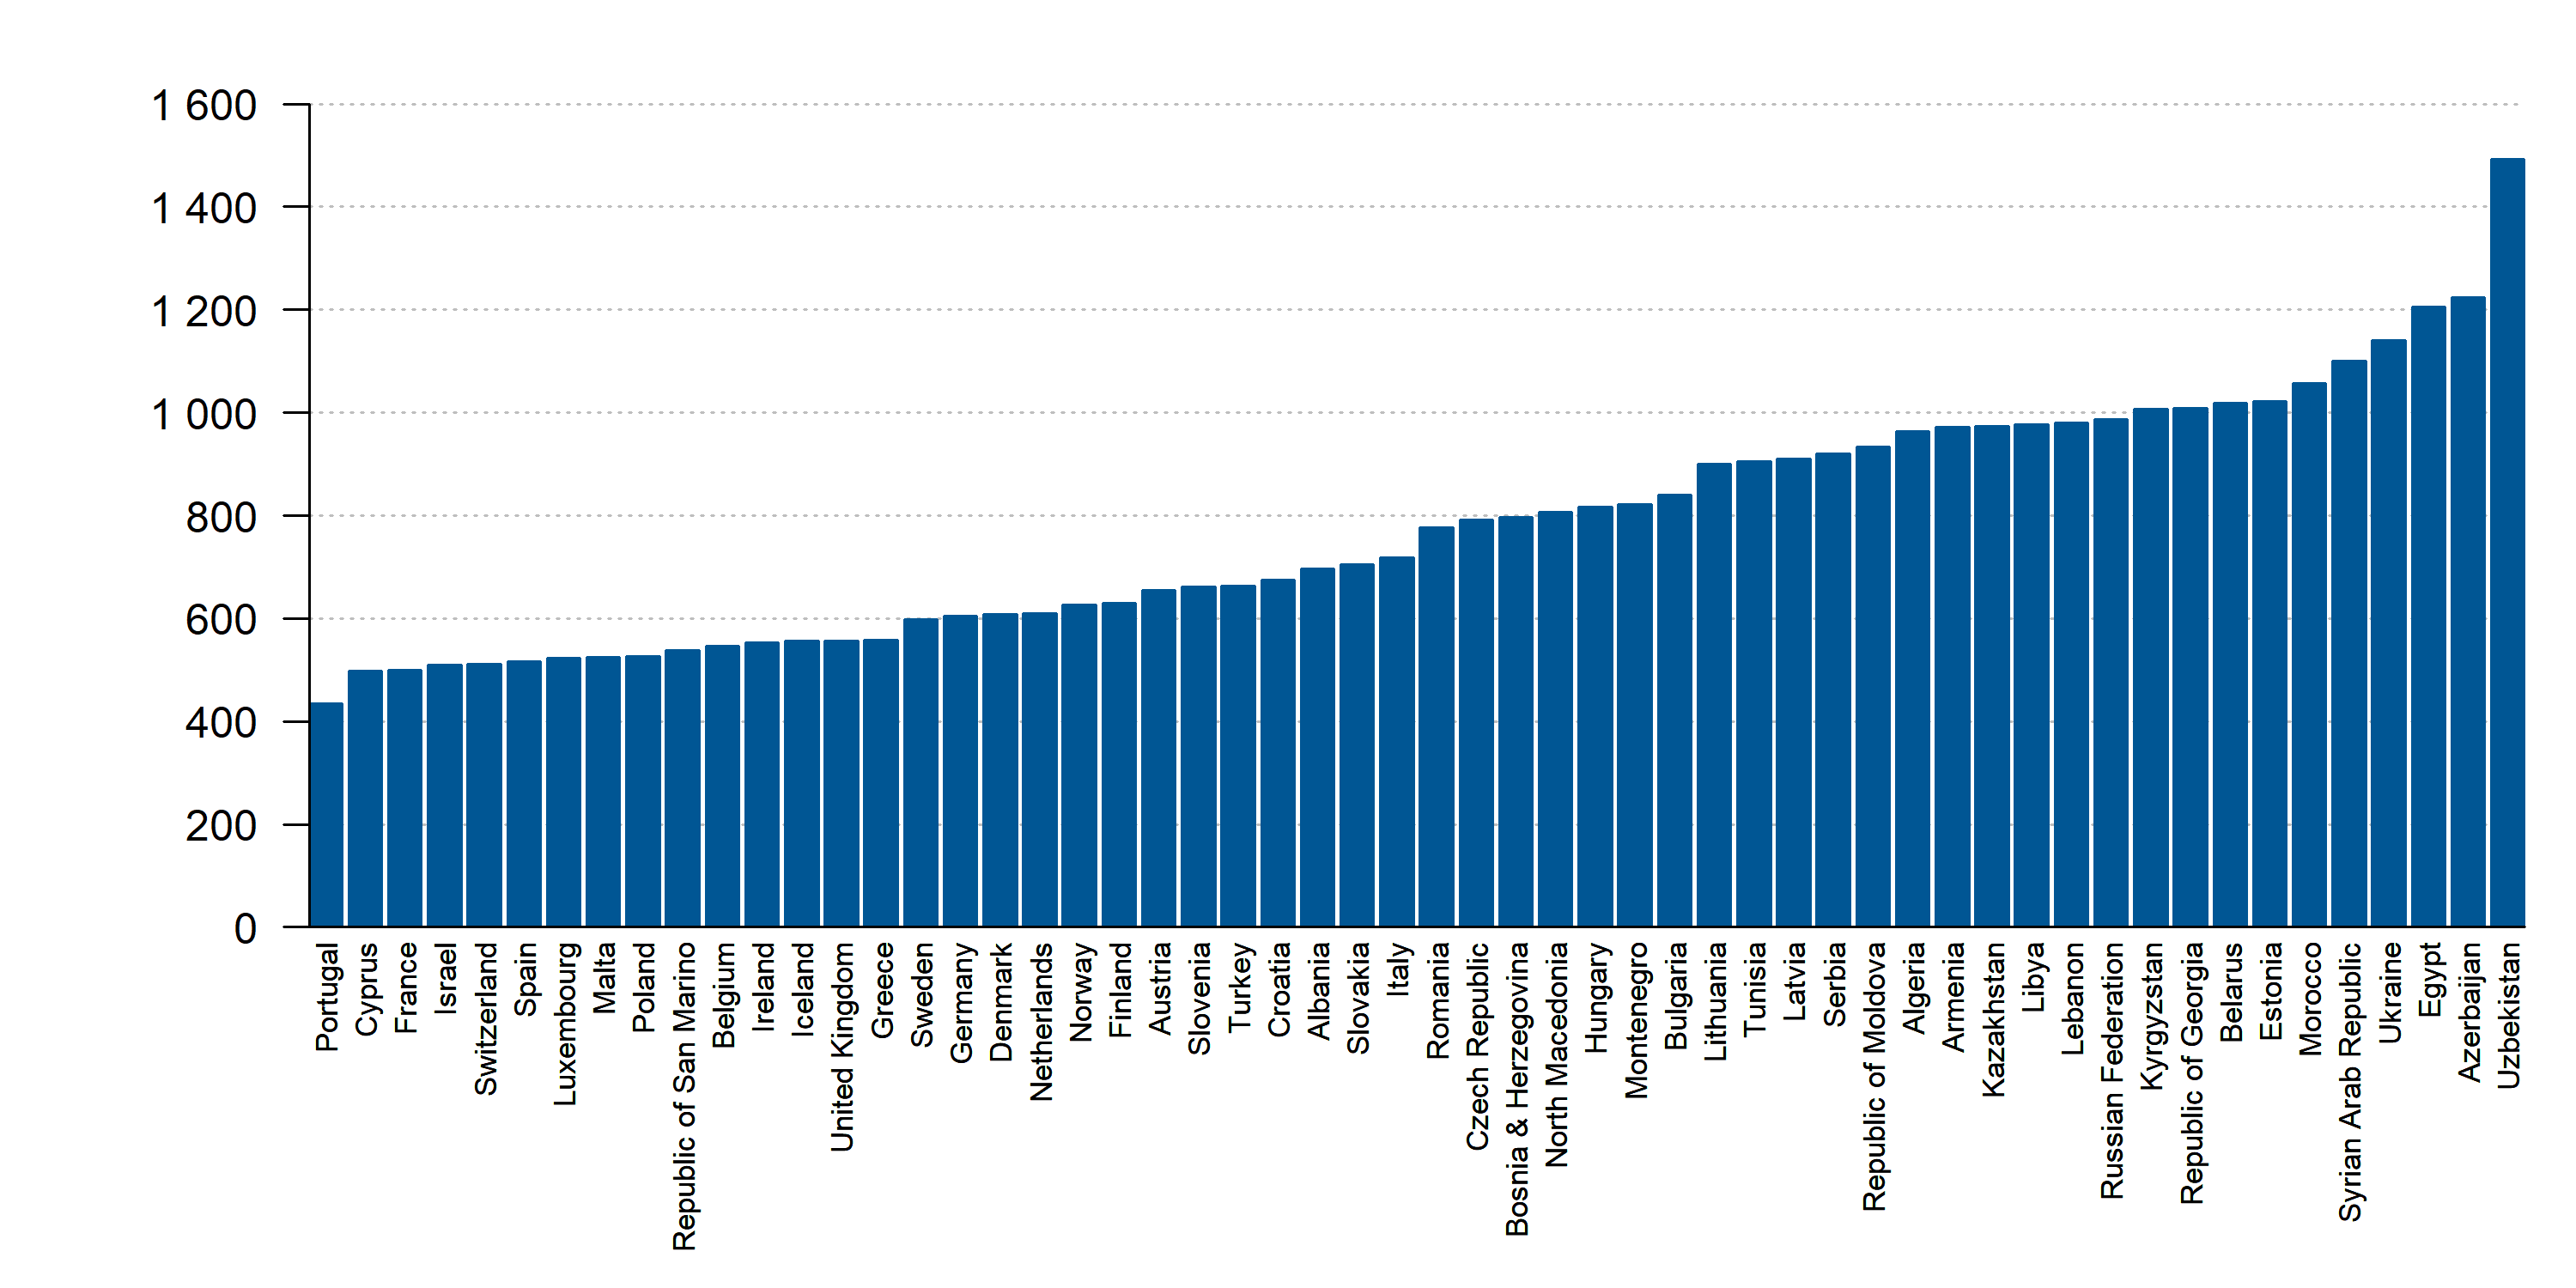 1 600
1 400
1 200
1 000
800
600
400
200
0
Portugal
Cyprus
France
Israel
Switzerland
Spain
Luxembourg
Malta
Poland
Republic of San Marino
Belgium
Ireland
Iceland
United Kingdom
Greece
Sweden
Germany
Denmark
Netherlands
Norway
Finland
Austria
Slovenia
Turkey
Croatia
Albania
Slovakia
Italy
Romania
Czech Republic
Bosnia & Herzegovina
North Macedonia
Hungary
Montenegro
Bulgaria
Lithuania
Tunisia
Latvia
Serbia
Republic of Moldova
Algeria
Armenia
Kazakhstan
Libya
Lebanon
Russian Federation
Kyrgyzstan
Republic of Georgia
Belarus
Estonia
Morocco
Syrian Arab Republic
Ukraine
Egypt
Azerbaijan
Uzbekistan